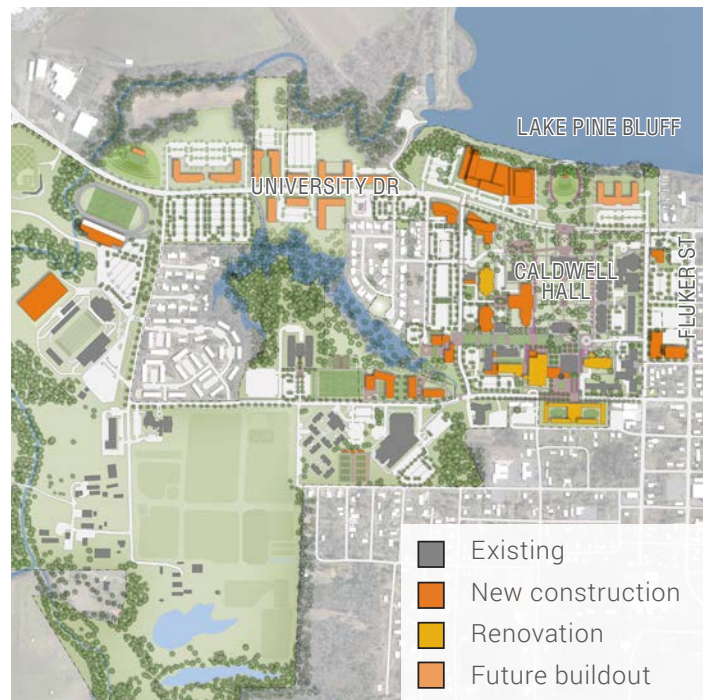 LAKE PINE BLUFF
UNIVERSITY DR
CALDWELL
HALL
FLUKER ST
Existing
New construction
Renovation
Future buildout